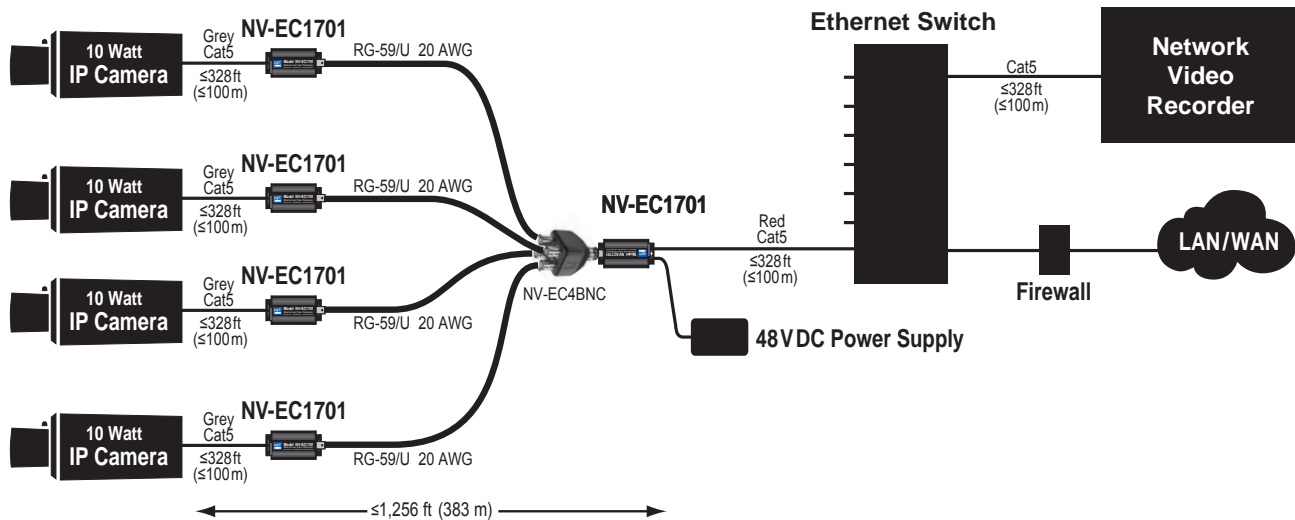 NV-EC1701
Grey
Cat5
RG-59/U 20 AWG
10 Watt
IP Camera
≤328ft
(≤100m)
NV-EC1701
Grey
Cat5
RG-59/U 20 AWG
10 Watt
IP Camera
≤328ft
(≤100m)
NV-EC1701
Grey
Cat5
10 Watt
IP Camera
≤328ft
(≤100m)
RG-59/U 20 AWG
NV-EC1701
Grey
Cat5
10 Watt
IP Camera
≤328ft
(≤100m)
RG-59/U 20 AWG
≤1,256 ft (383 m)
NV-EC4BNC
NV-EC1701
Red
Cat5
≤328ft
(≤100m)
48V DC Power Supply
Ethernet Switch
Cat5
≤328ft
(≤100m)
Network
Video
Recorder
Firewall
LAN/WAN